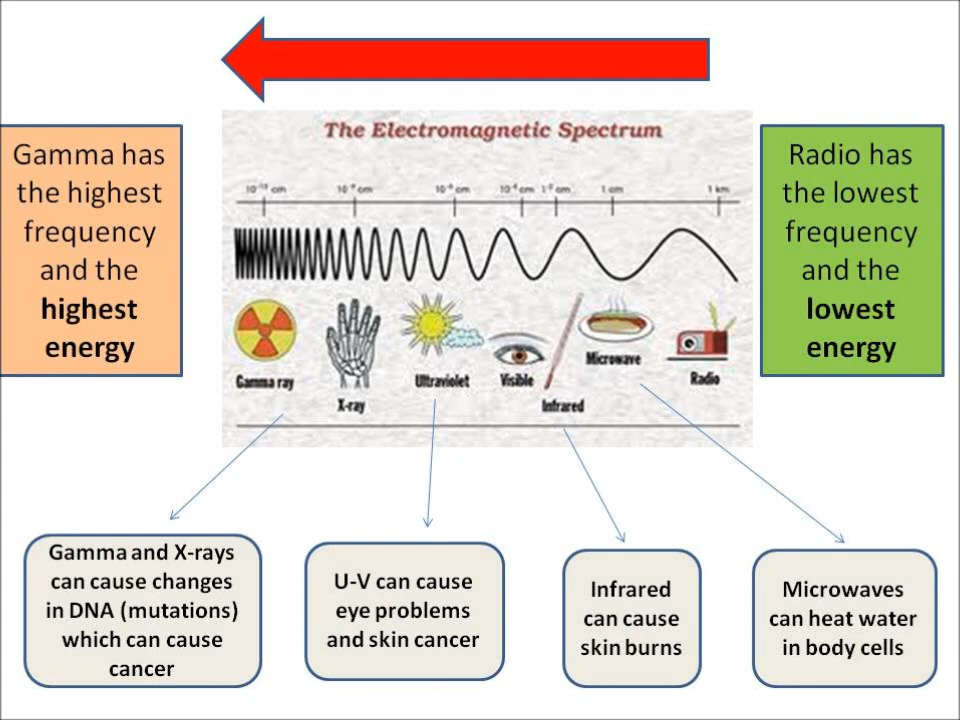 Gamma has
the highest
frequency
and the
highest
energy
The Electromagnetic Spectrum
1 cm
1 km
Gamma ray
X-ray
Ultraviolet
Visible
Infrared
Microwave
Radio
Radio has
the lowest
frequency
and the
lowest
energy
Gamma and X-rays
can cause changes
in DNA (mutations)
which can cause
cancer
U-V can cause
eye problems
and skin cancer
Infrared
can cause
skin burns
Microwaves
can heat water
in body cells